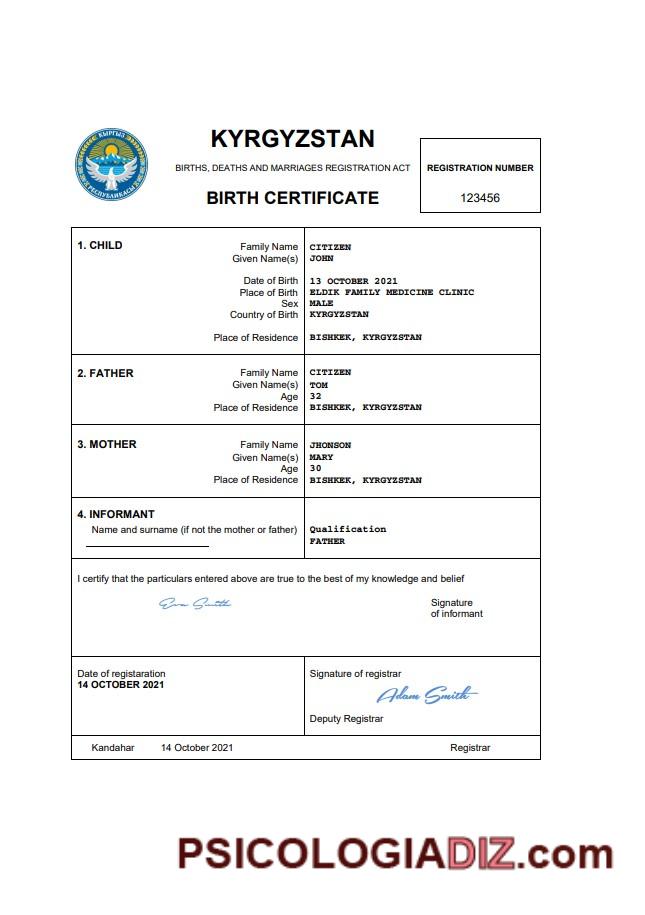 КЫРГЫЗ
РЕСПУБЛИКАСЫ
KYRGYZSTAN
BIRTHS, DEATHS AND MARRIAGES REGISTRATION ACT
BIRTH CERTIFICATE
REGISTRATION NUMBER
123456
1. CHILD
Family Name CITIZEN
Given Name(s) JOHN
Date of Birth 13 OCTOBER 2021
Place of Birth ELDIK FAMILY MEDICINE CLINIC
Sex MALE
Country of Birth KYRGYZSTAN
Place of Residence BISHKEK, KYRGYZSTAN
2. FATHER Family Name CITIZEN
Given Name(s) TOM
Age 32
Place of Residence BISHKEK, KYRGYZSTAN
3. MOTHER Family Name JHONSON
Given Name(s) MARY
Age 30
Place of Residence BISHKEK, KYRGYZSTAN
4. INFORMANT
Name and surname (if not the mother or father) Qualification
FATHER
I certify that the particulars entered above are true to the best of my knowledge and belief
Eva Smith Signature
of informant
Date of registaration
14 OCTOBER 2021
Signature of registrar
Adam Smith
Deputy Registrar
Kandahar 14 October 2021 Registrar
PSICOLOGIADIZ.com